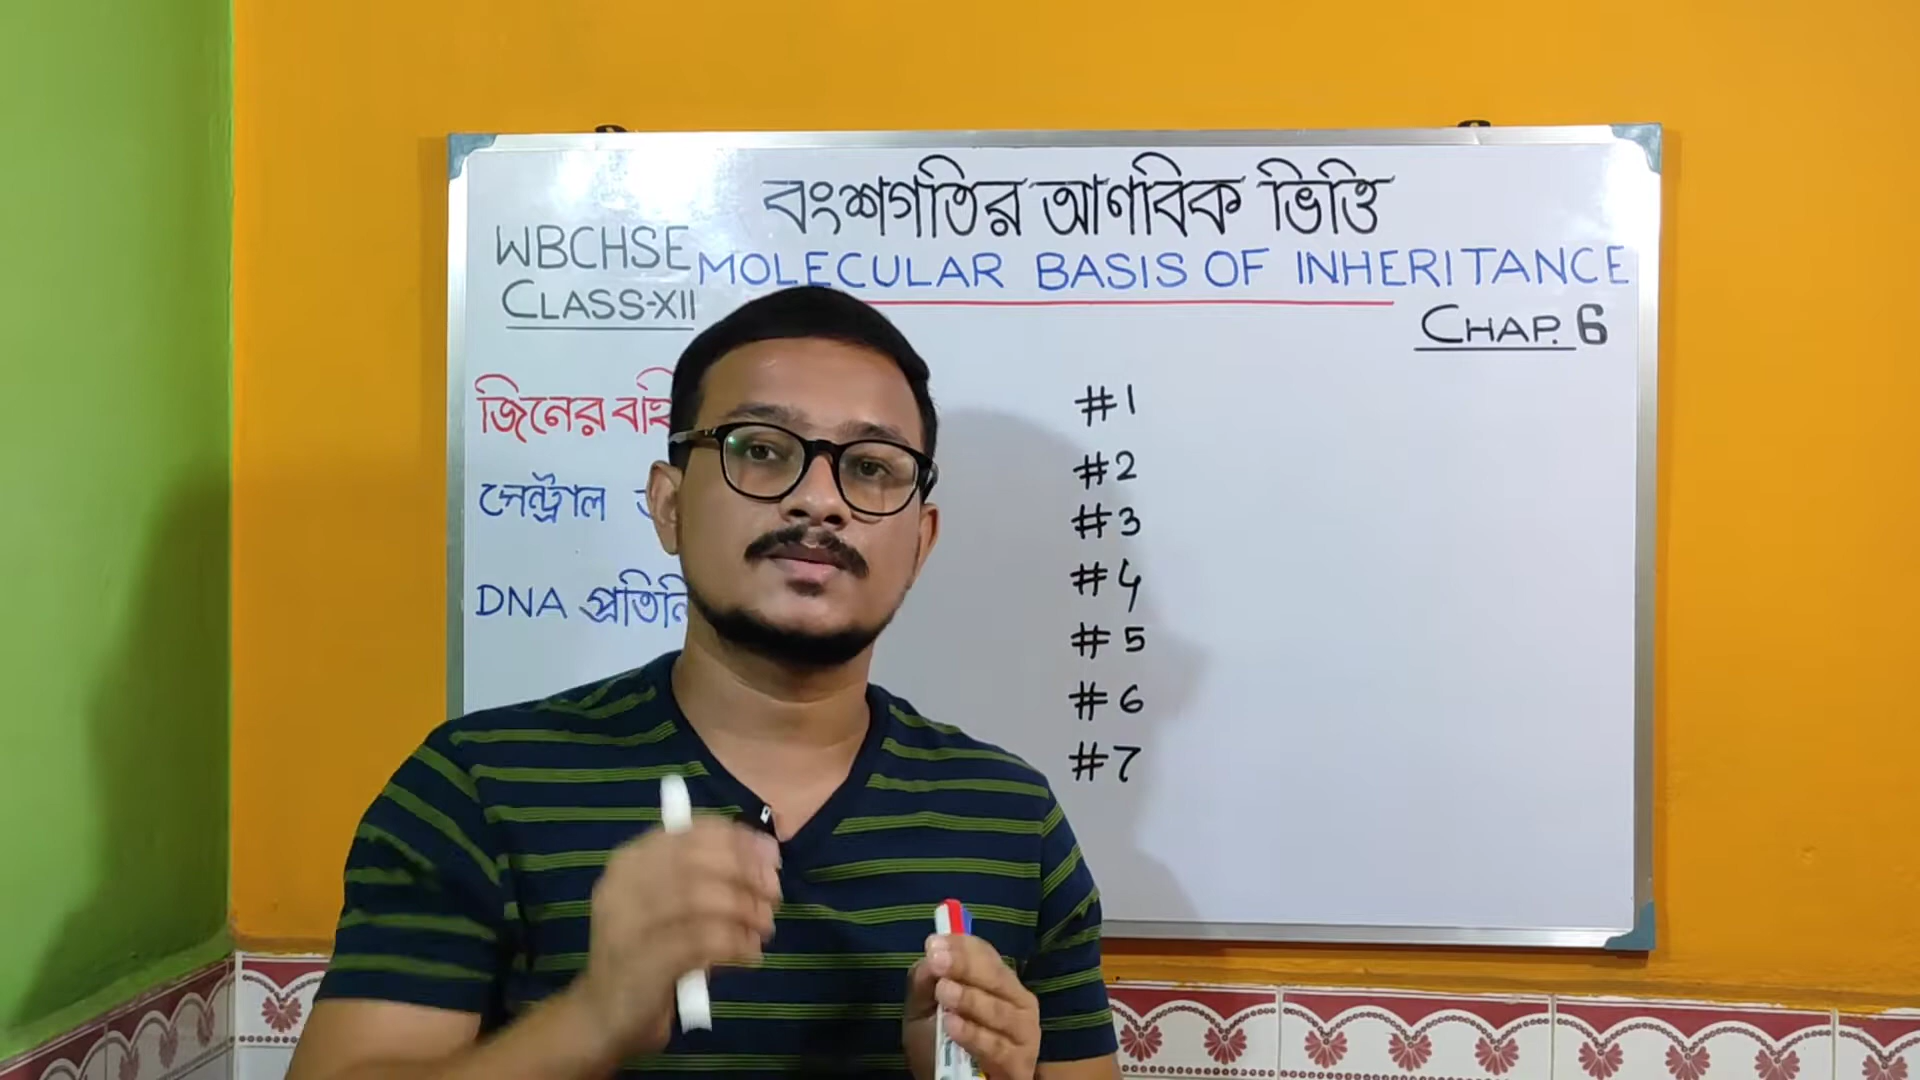 বংশগতির আণবিক ভিত্তি
WBCHSE
MOLECULAR BASIS OF INHERITANCE
CLASS-XII
CHAP. 6
জিনের
#1
সেন্ট্রাল
#2
#3
DNA
#4
#5
#6
#7